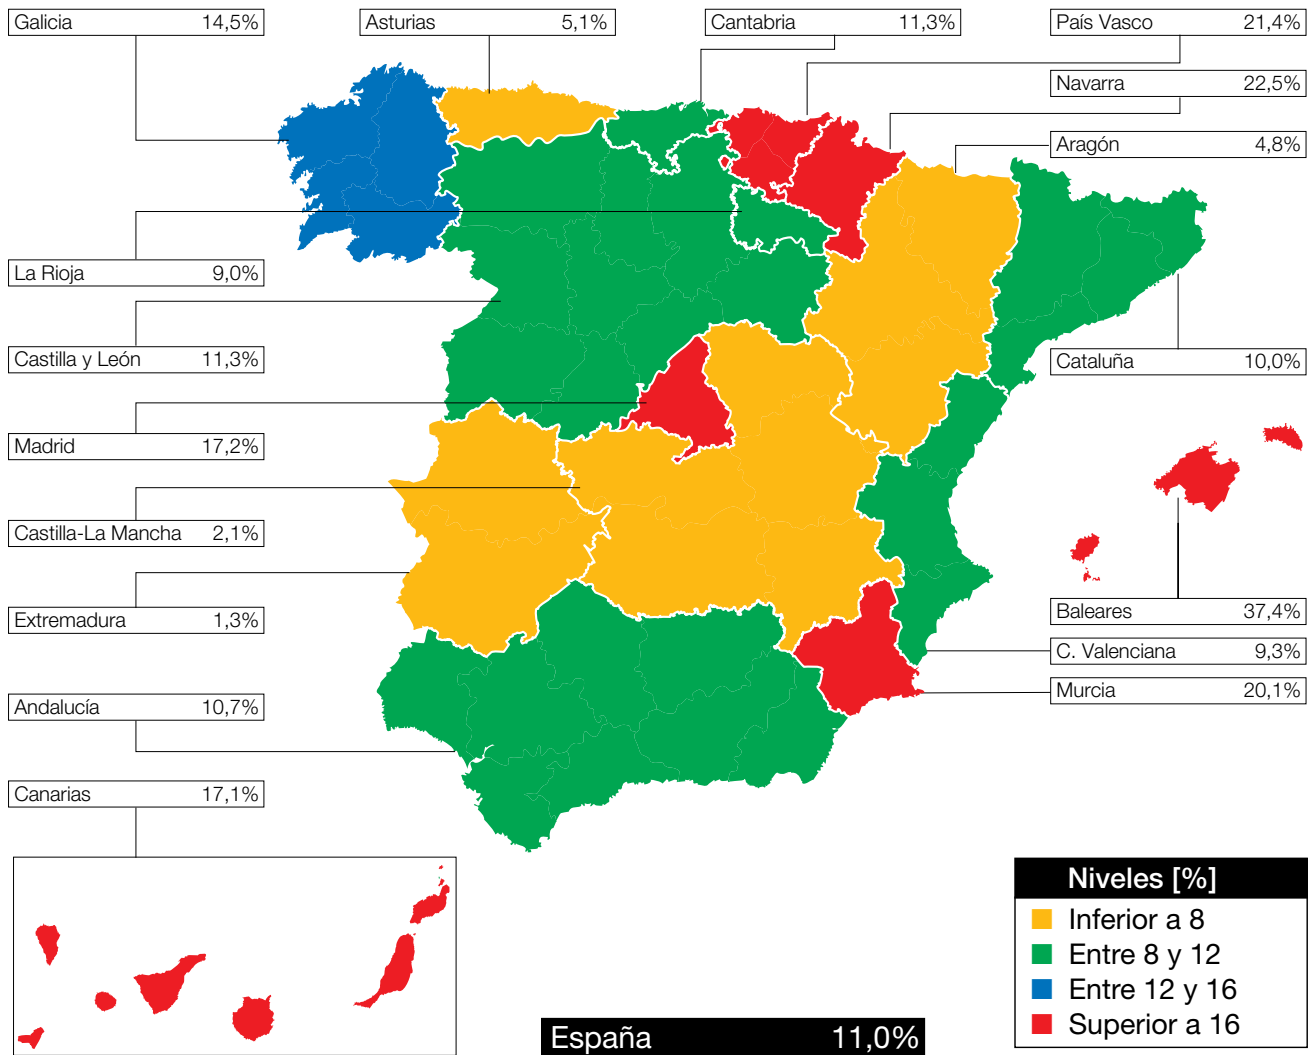 Galicia 14,5%
Asturias 5,1%
Cantabria 11,3%
País Vasco 21,4%
Navarra 22,5%
Aragón 4,8%
La Rioja 9,0%
Castilla y León 11,3%
Cataluña 10,0%
Madrid 17,2%
Castilla-La Mancha 2,1%
Extremadura 1,3%
Baleares 37,4%
C. Valenciana 9,3%
Murcia 20,1%
Andalucía 10,7%
Canarias 17,1%
Niveles [%]
Inferior a 8
Entre 8 y 12
Entre 12 y 16
Superior a 16
España 11,0%